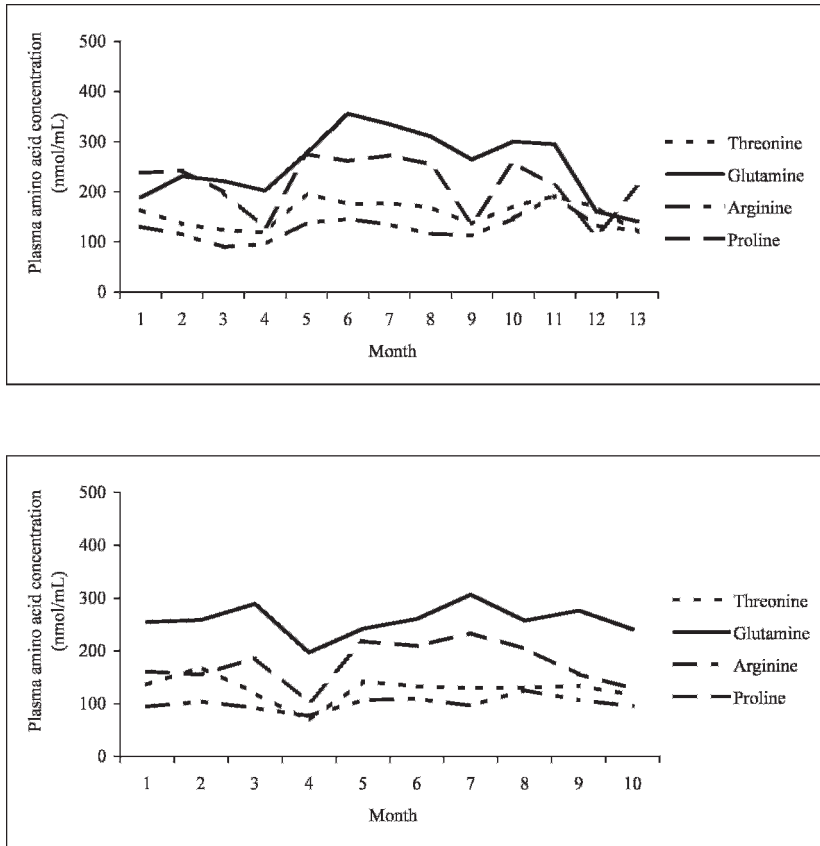 Plasma amino acid concentration
(nmol/mL)
500
400
300
200
100
0
1 2 3 4 5 6 7 8 9 10 11 12 13
Month
Threonine
Glutamine
Arginine
Proline
Plasma amino acid concentration
(nmol/mL)
500
400
300
200
100
0
1 2 3 4 5 6 7 8 9 10
Month
Threonine
Glutamine
Arginine
Proline